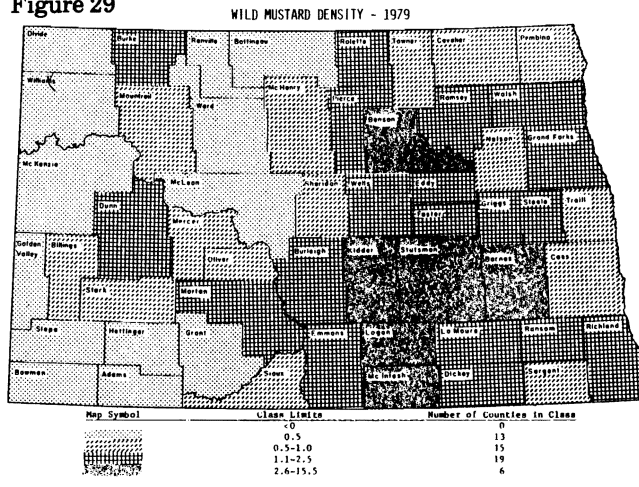 Figure 29
WILD MUSTARD DENSITY - 1979
Divide Burke Renville Bottineau Rolette Towner Cavalier Pembina
Williams Mountrail Ward McHenry Pierce Benson Ramsey Walsh
McKenzie McLean Sheridan Wells Eddy Nelson Grand Forks
Dunn Mercer Oliver Foster Griggs Steele Traill
Golden Valley Billings Stark Morton Burleigh Kidder Stutsman Barnes Cass
Slope Hettinger Grant Emmons Logan La Moure Ransom Richland
Bowman Adams Sioux McIntosh Dickey Sargent
Map Symbol Class Limits Number of Counties in Class
<0 0
0.5 13
0.5-1.0 15
1.1-2.5 19
2.6-15.5 6